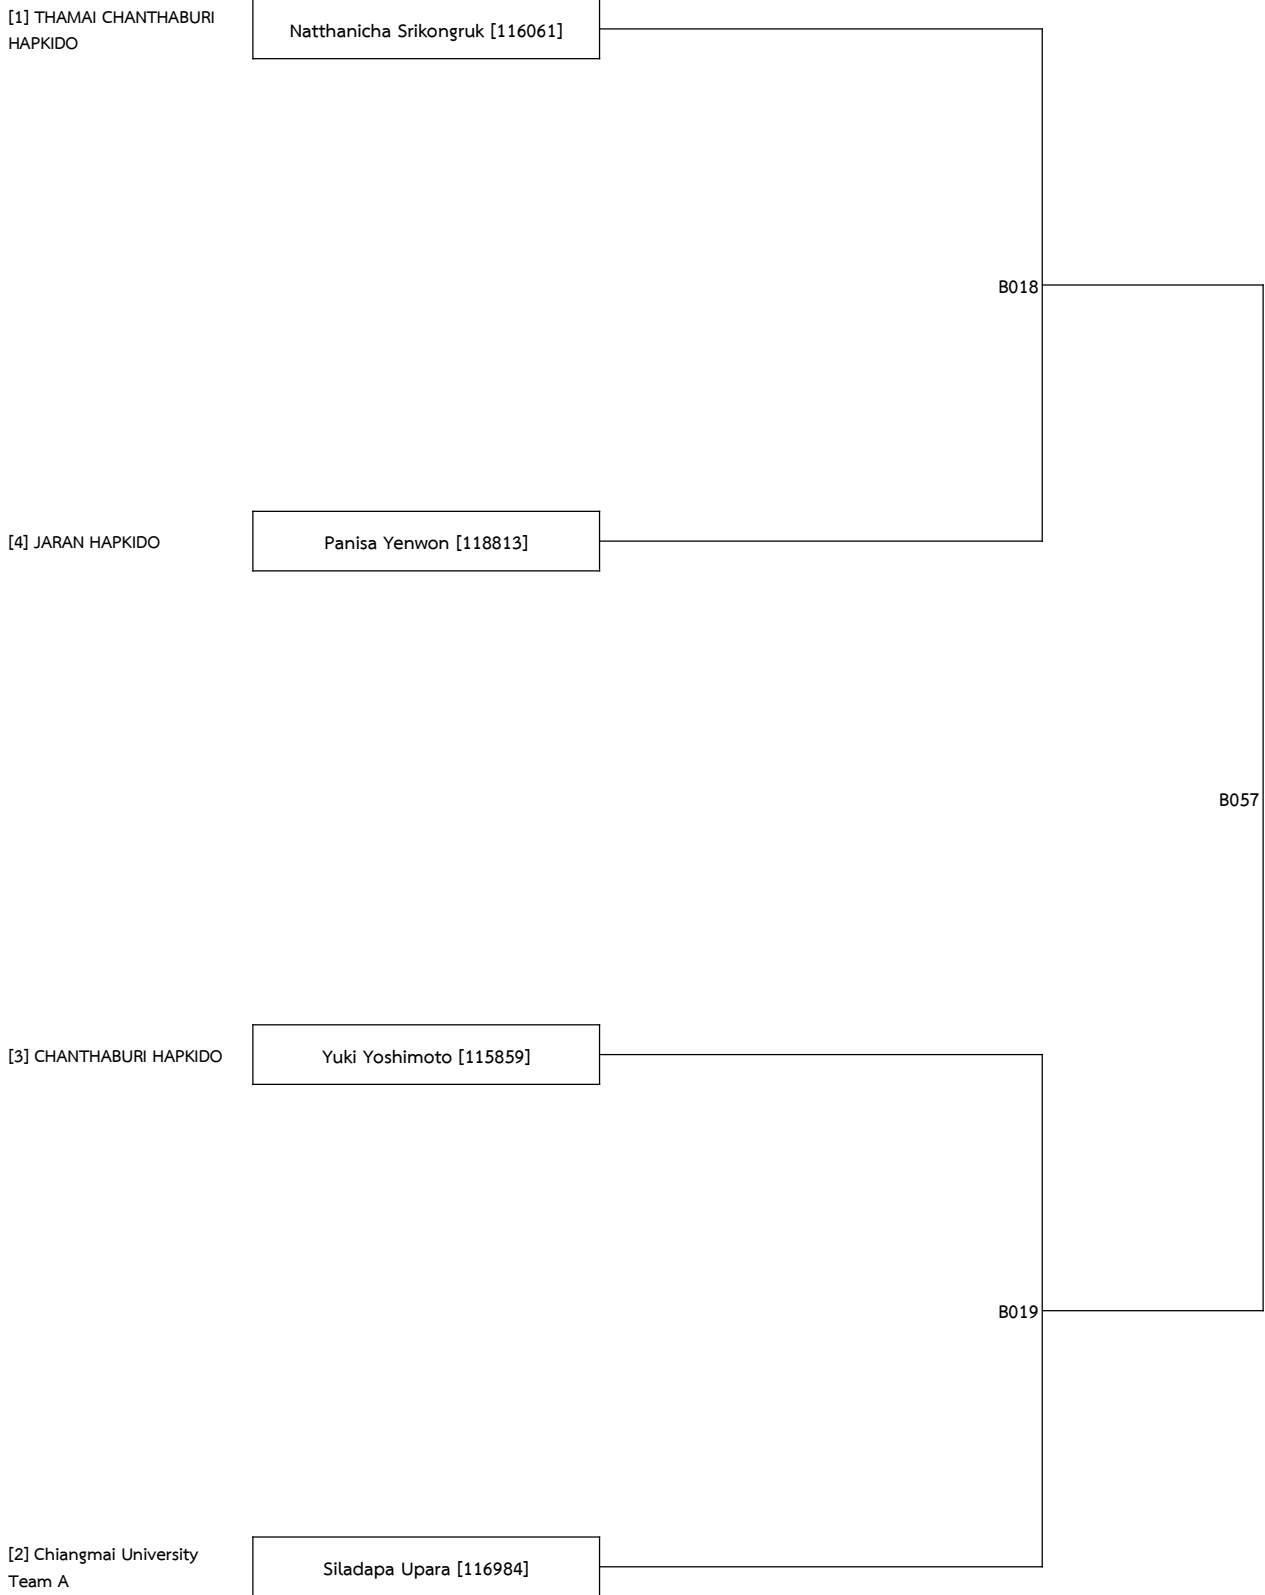 [1] THAMAI CHANTHABURI
HAPKIDO
Natthanicha Srikongruk [116061]
B018
[4] JARAN HAPKIDO
Panisa Yenwon [118813]
B057
[3] CHANTHABURI HAPKIDO
Yuki Yoshimoto [115859]
B019
[2] Chiangmai University
Team A
Siladapa Upara [116984]